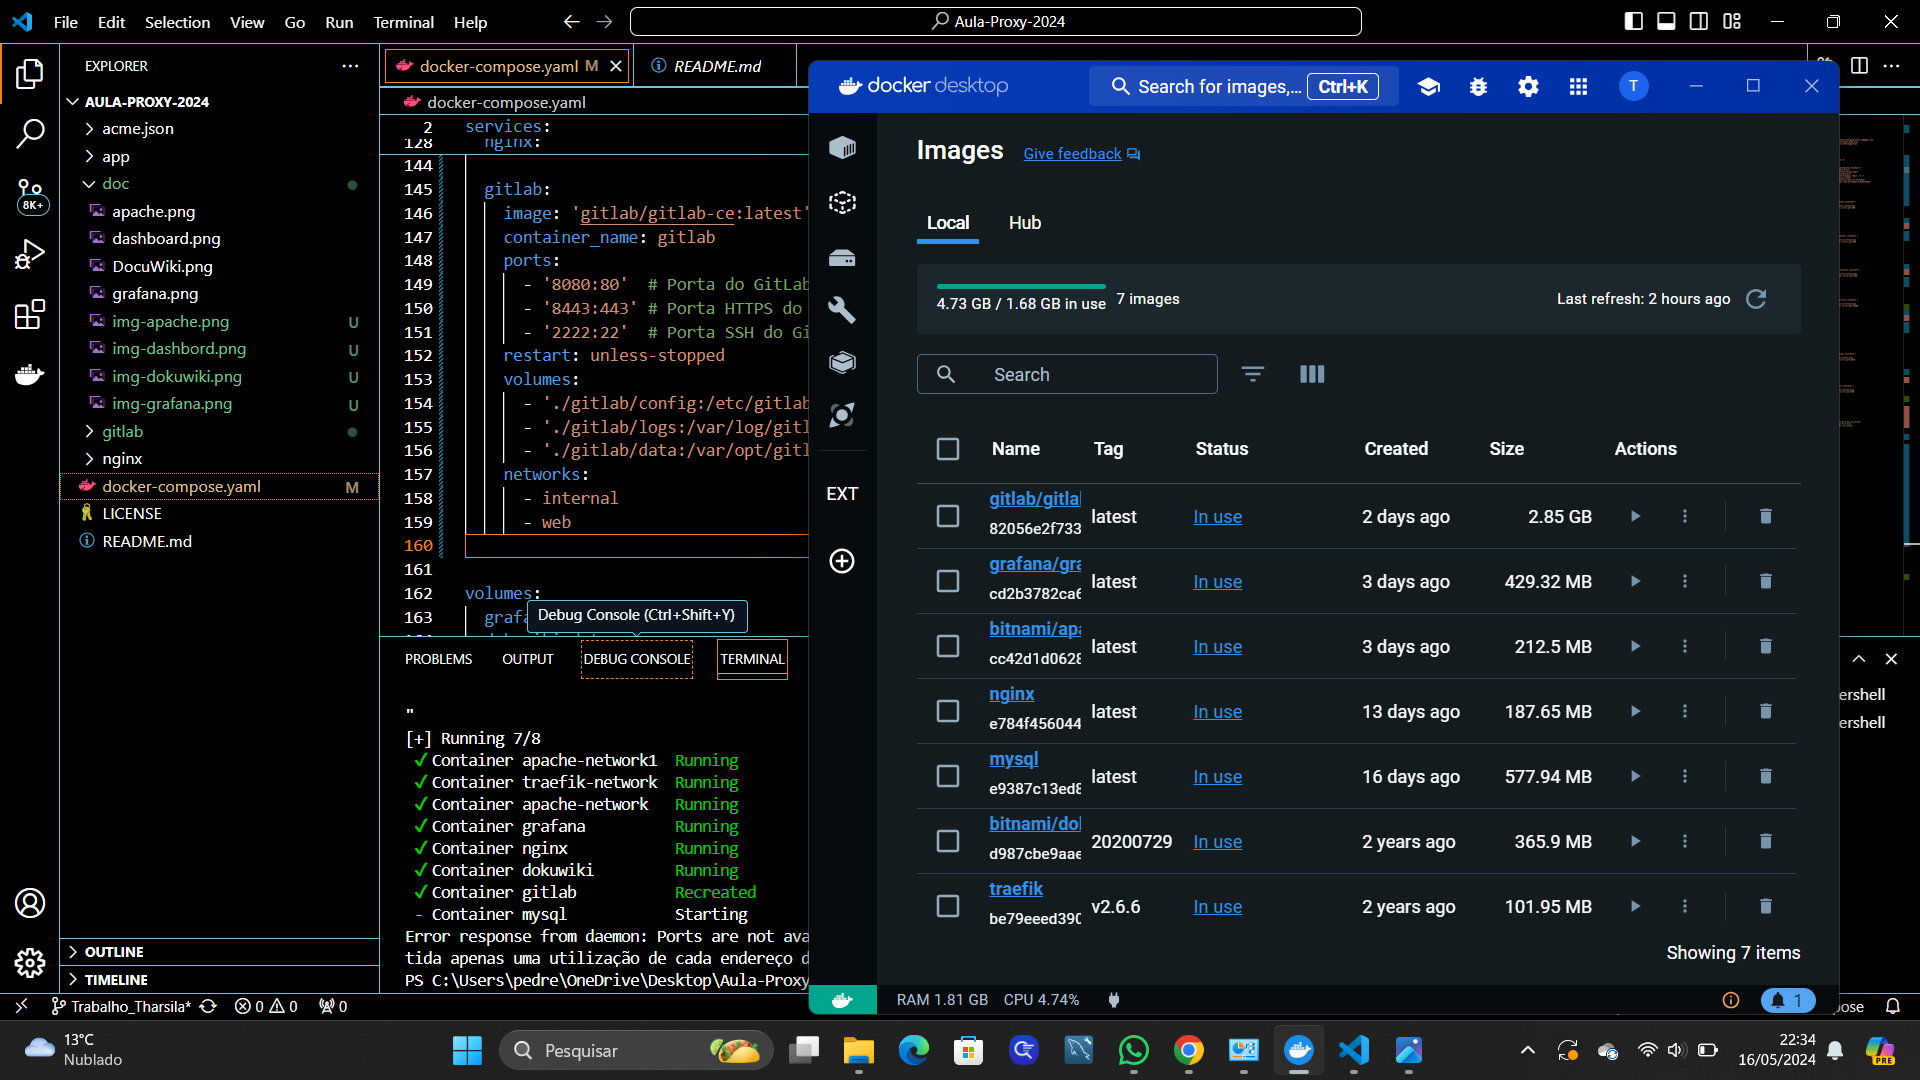 File Edit Selection View Go Run Terminal Help
Aula-Proxy-2024
EXPLORER
AULA-PROXY-2024
acme.json
app
doc
apache.png
dashboard.png
DocuWiki.png
grafana.png
img-apache.png U
img-dashbord.png U
img-dokuwiki.png U
img-grafana.png U
gitlab
nginx
docker-compose.yaml M
LICENSE
README.md
OUTLINE
TIMELINE
8K+
docker-compose.yaml M
README.md
docker-compose.yaml
2 services:
128 nginx:
144
145 gitlab:
146 image: 'gitlab/gitlab-ce:latest'
147 container_name: gitlab
148 ports:
149 - '8080:80' # Porta do GitLab
150 - '8443:443' # Porta HTTPS do
151 - '2222:22' # Porta SSH do Gi
152 restart: unless-stopped
153 volumes:
154 - './gitlab/config:/etc/gitlab
155 - './gitlab/logs:/var/log/gitl
156 - './gitlab/data:/var/opt/gitl
157 networks:
158 - internal
159 - web
160
161
162 volumes:
163 grafa
Debug Console (Ctrl+Shift+Y)
PROBLEMS OUTPUT DEBUG CONSOLE TERMINAL
"
[+] Running 7/8
✓ Container apache-network1 Running
✓ Container traefik-network Running
✓ Container apache-network Running
✓ Container grafana Running
✓ Container nginx Running
✓ Container dokuwiki Running
✓ Container gitlab Recreated
- Container mysql Starting
Error response from daemon: Ports are not ava
tida apenas uma utilização de cada endereço d
PS C:\Users\pedre\OneDrive\Desktop\Aula-Proxy
ershell
ershell
docker desktop
Search for images,... Ctrl+K
T
Images Give feedback
Local Hub
4.73 GB / 1.68 GB in use 7 images
Last refresh: 2 hours ago
Search
EXT
Name Tag Status Created Size Actions
gitlab/gitlal
82056e2f733 latest In use 2 days ago 2.85 GB
grafana/gra
cd2b3782ca6 latest In use 3 days ago 429.32 MB
bitnami/apa
cc42d1d0628 latest In use 3 days ago 212.5 MB
nginx
e784f456044 latest In use 13 days ago 187.65 MB
mysql
e9387c13ed8 latest In use 16 days ago 577.94 MB
bitnami/dol
d987cbe9aae 20200729 In use 2 years ago 365.9 MB
traefik
be79eeed390 v2.6.6 In use 2 years ago 101.95 MB
Showing 7 items
RAM 1.81 GB CPU 4.74%
1
Trabalho_Tharsila* 0 0 0
pose
13°C
Nublado
Pesquisar
22:34
16/05/2024
PRE